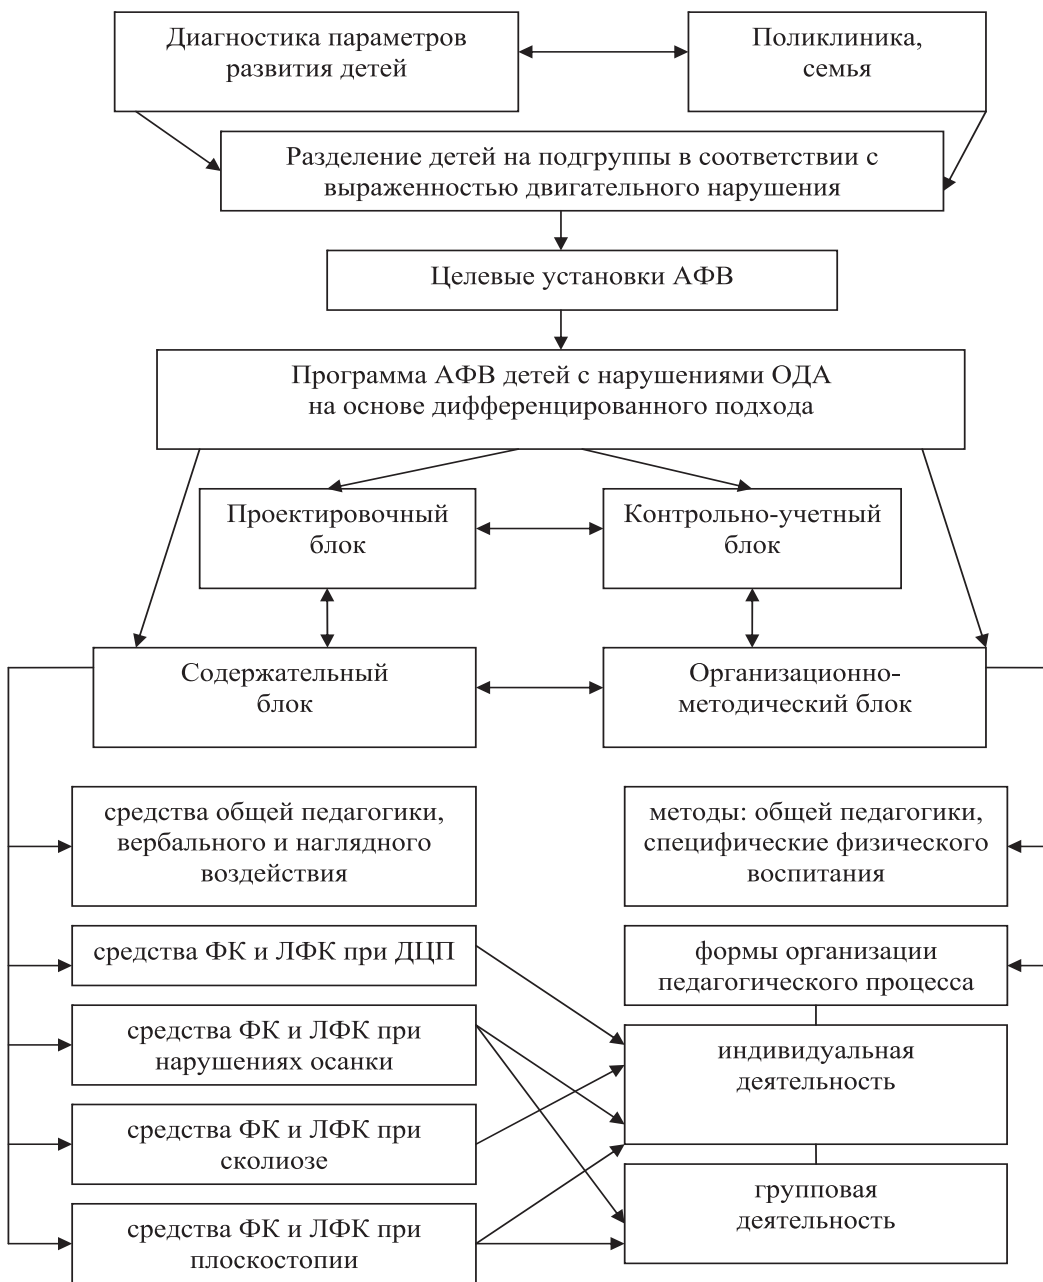 Диагностика параметров
развития детей
Поликлиника,
семья
Разделение детей на подгруппы в соответствии с
выраженностью двигательного нарушения
Целевые установки АФВ
Программа АФВ детей с нарушениями ОДА
на основе дифференцированного подхода
Проектировочный
блок
Контрольно-учетный
блок
Содержательный
блок
Организационно-
методический блок
средства общей педагогики,
вербального и наглядного
воздействия
методы: общей педагогики,
специфические физического
воспитания
средства ФК и ЛФК при ДЦП
формы организации
педагогического процесса
средства ФК и ЛФК при
нарушениях осанки
индивидуальная
деятельность
средства ФК и ЛФК при
сколиозе
групповая
деятельность
средства ФК и ЛФК при
плоскостопии